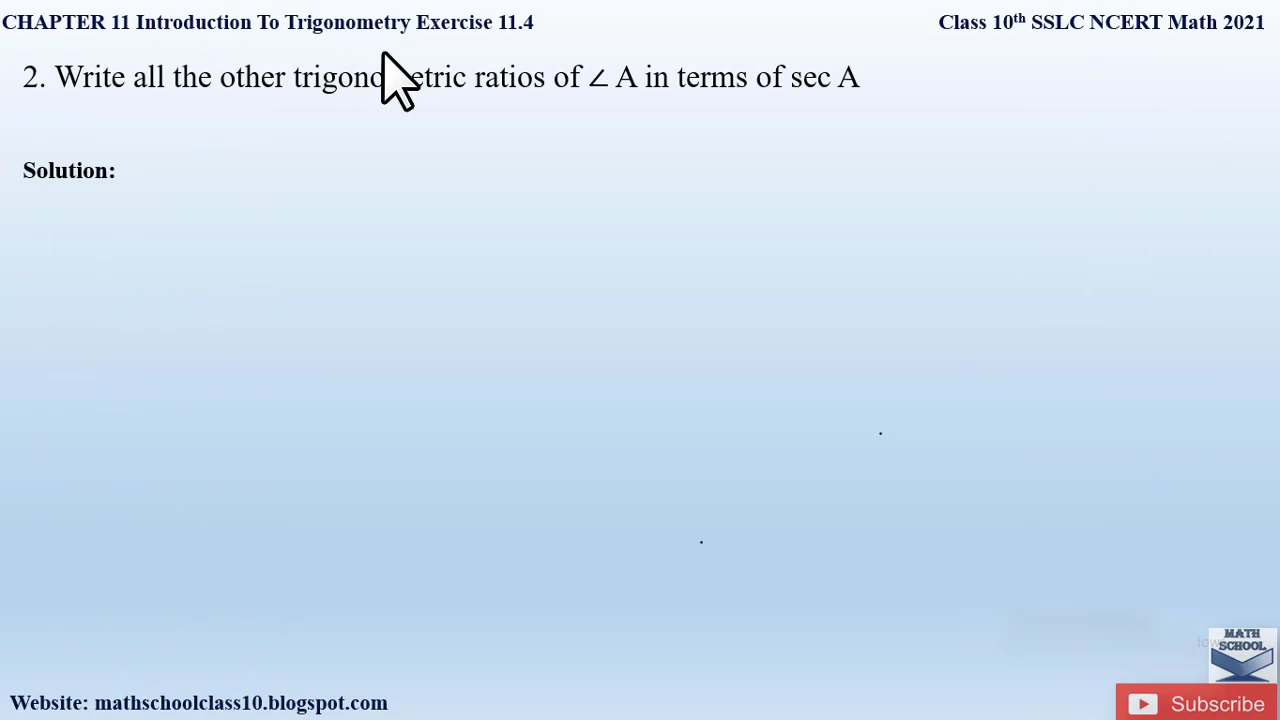 CHAPTER 11 Introduction To Trigonometry Exercise 11.4
Class 10th SSLC NCERT Math 2021
2. Write all the other trigonometric ratios of ∠ A in terms of sec A
Solution:
MATH
SCHOOL
Website: mathschoolclass10.blogspot.com
Subscribe